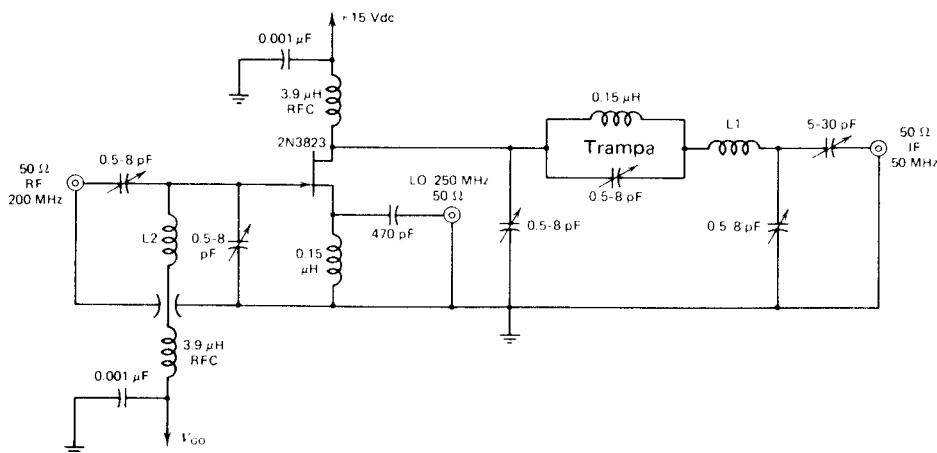 +15 Vdc
0.001 µF
3.9 µH
RFC
2N3823
0.15 µH
L1
5-30 pF
50 Ω
IF
50 MHz
Trampa
0.5-8 pF
50 Ω
RF
200 MHz
0.5-8 pF
LO 250 MHz
50 Ω
L2
0.5-8
pF
470 pF
0.5-8 pF
0.5-8 pF
0.15
µH
3.9 µH
RFC
0.001 µF